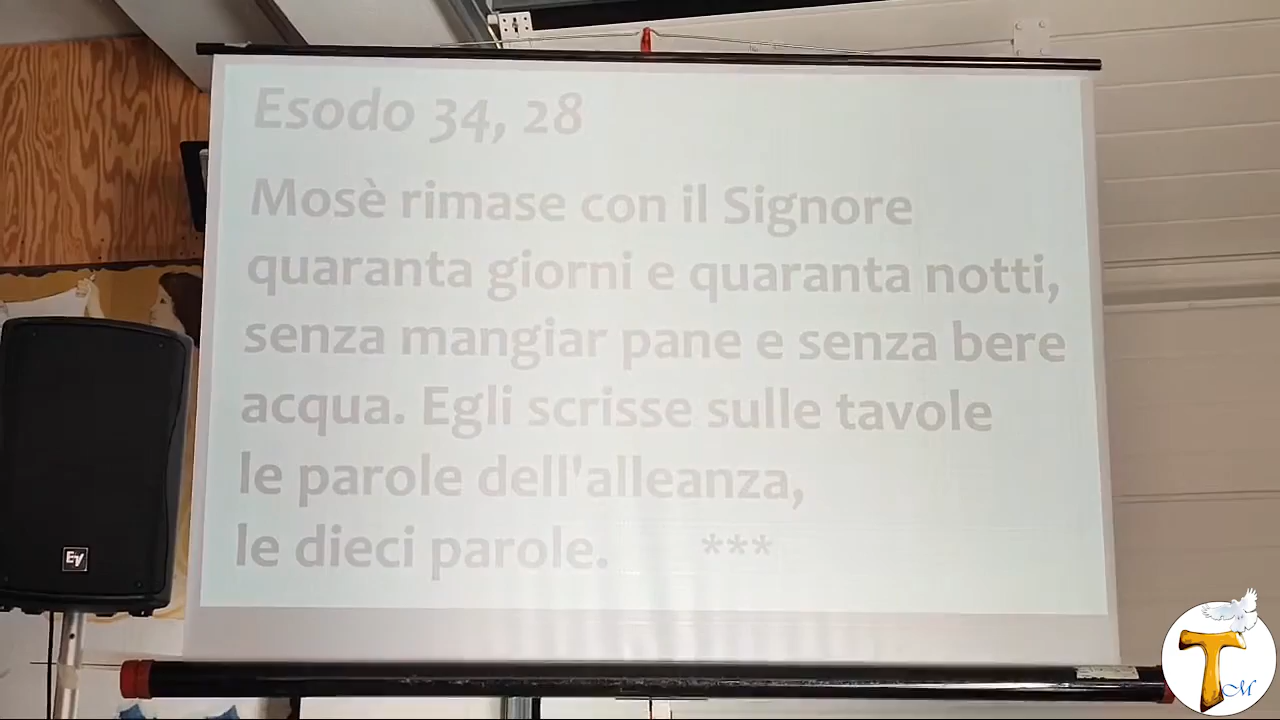 Esodo 34, 28
Mosè rimase con il Signore
quaranta giorni e quaranta notti,
senza mangiar pane e senza bere
acqua. Egli scrisse sulle tavole
le parole dell'alleanza,
le dieci parole. ***
EV
T
M